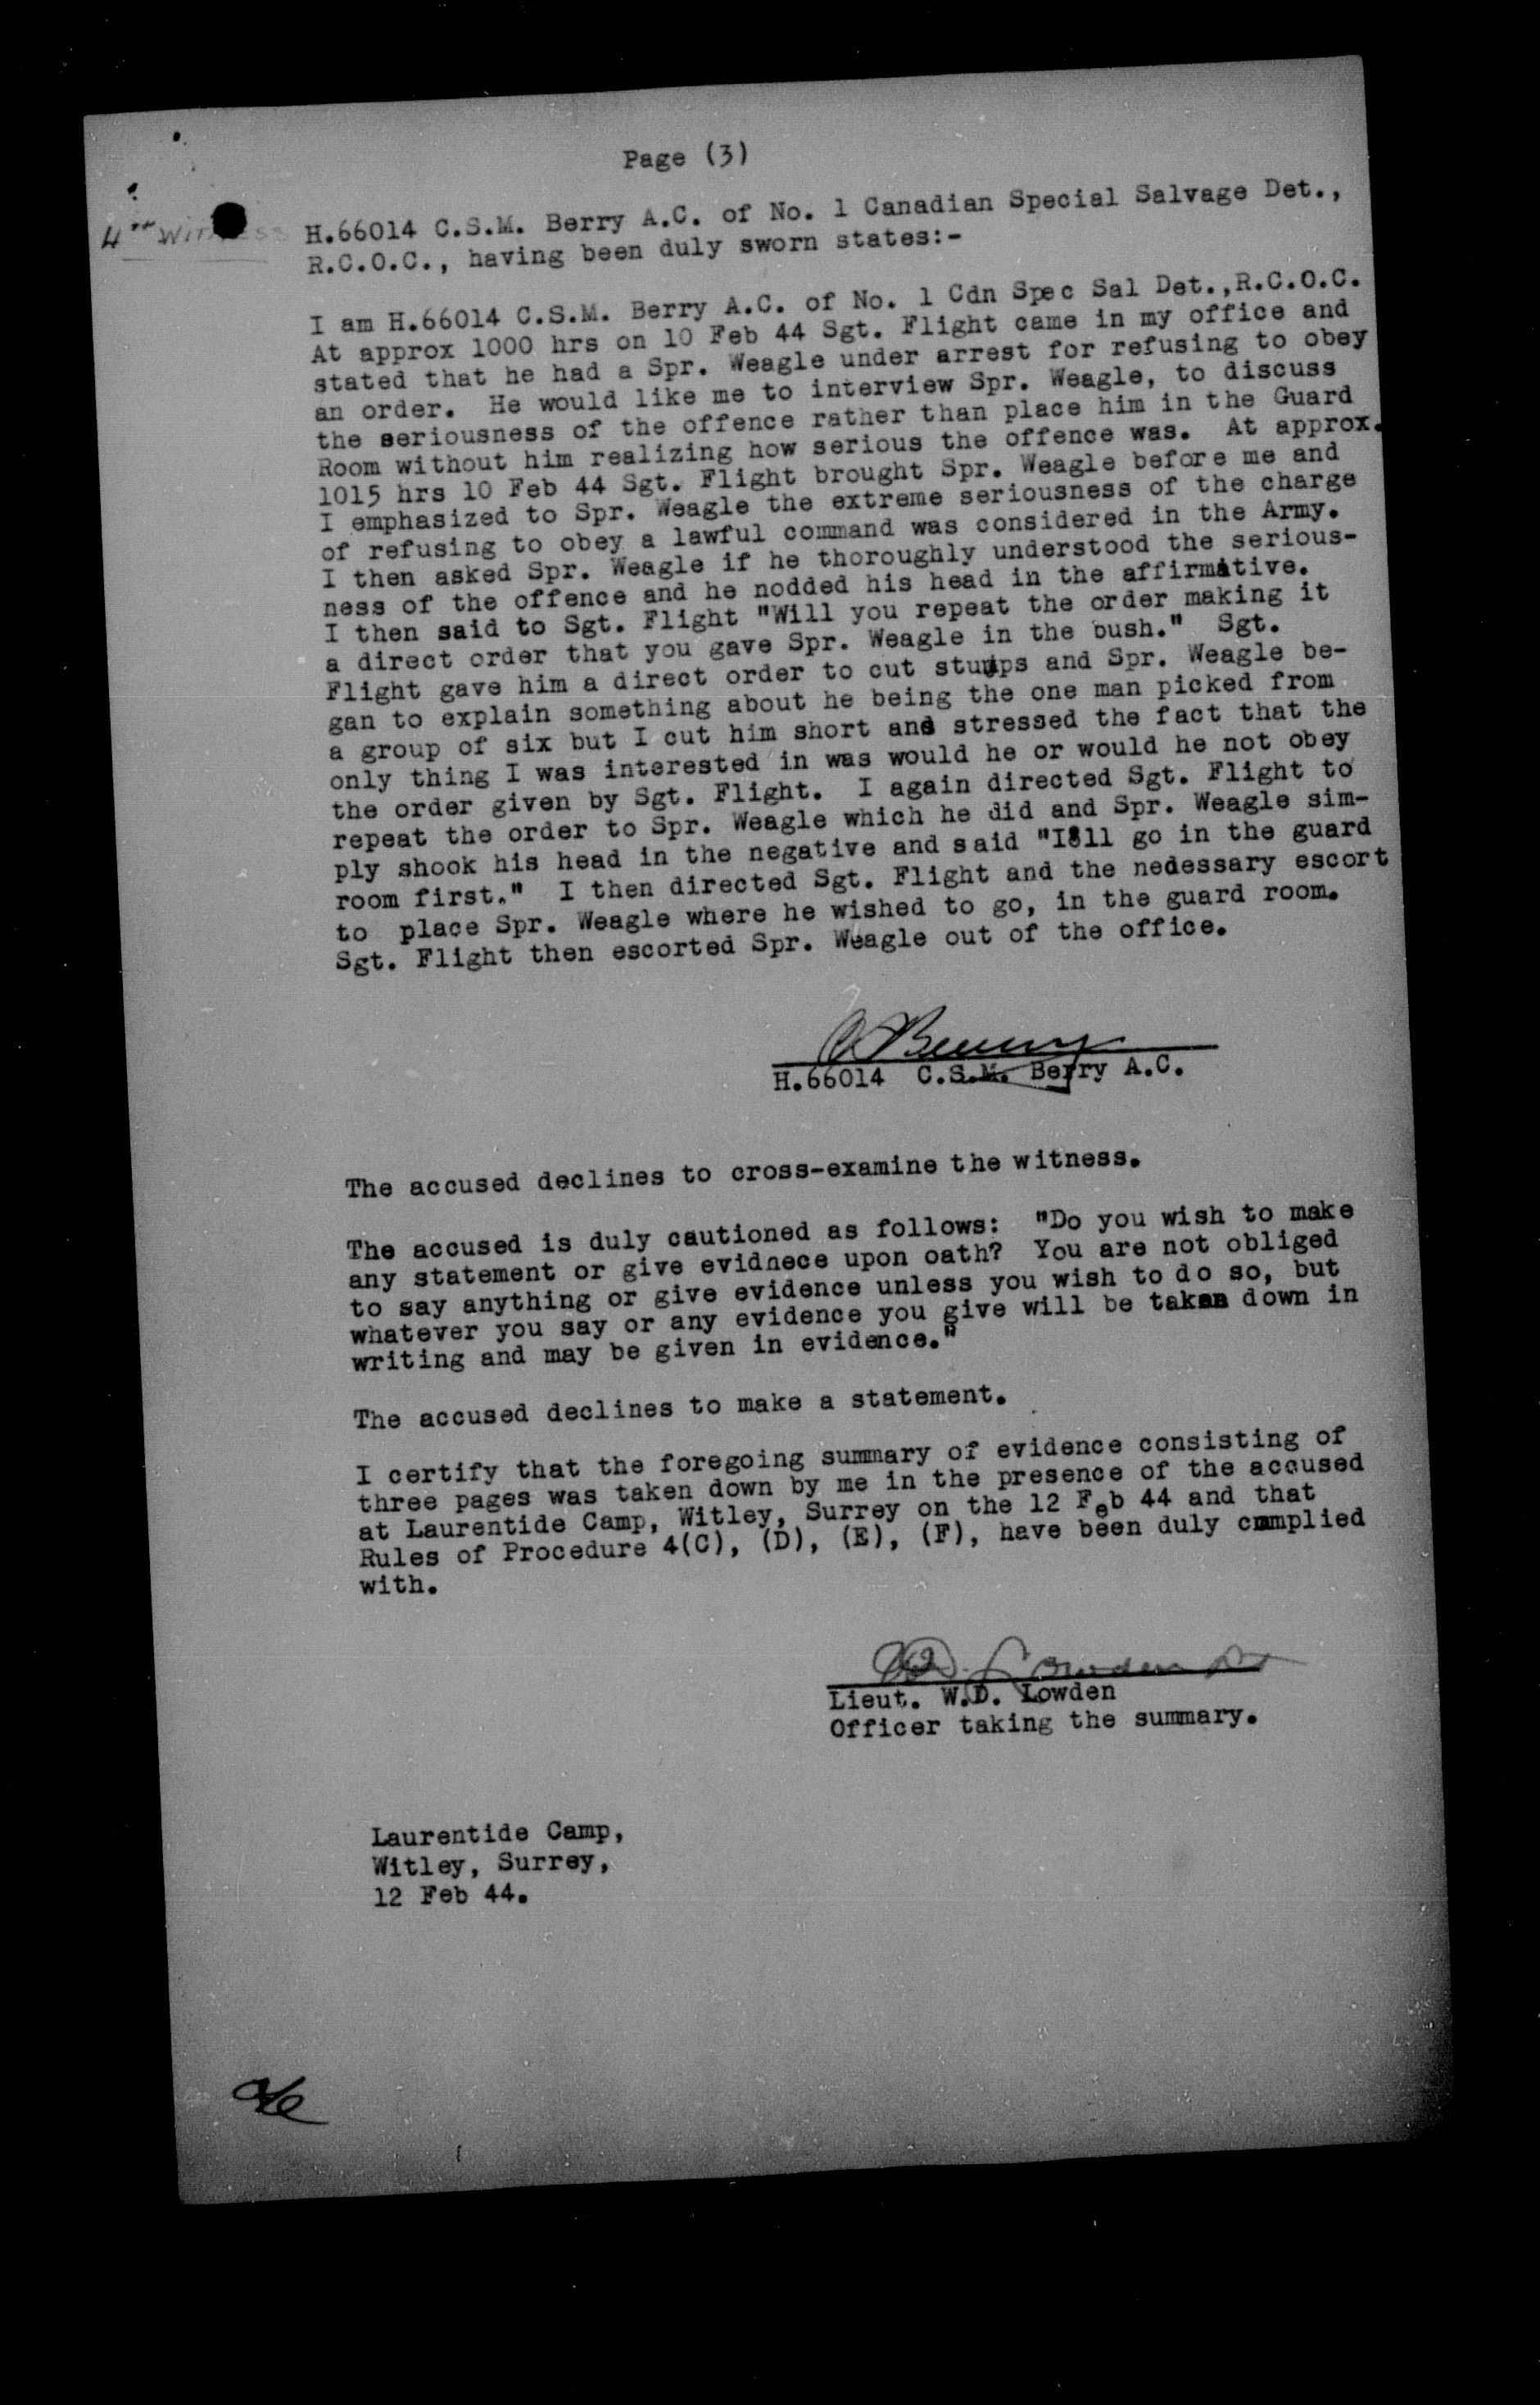 Page (3)
4th Witness
H.66014 C.S.M. Berry A.C. of No. 1 Canadian Special Salvage Det.,
R.C.O.C., having been duly sworn states:-
I am H.66014 C.S.M. Berry A.C. of No. 1 Cdn Spec Sal Det.,R.C.O.C.
At approx 1000 hrs on 10 Feb 44 Sgt. Flight came in my office and
stated that he had a Spr. Weagle under arrest for refusing to obey
an order. He would like me to interview Spr. Weagle, to discuss
the seriousness of the offence rather than place him in the Guard
Room without him realizing how serious the offence was. At approx.
1015 hrs 10 Feb 44 Sgt. Flight brought Spr. Weagle before me and
I emphasized to Spr. Weagle the extreme seriousness of the charge
of refusing to obey a lawful command was considered in the Army.
I then asked Spr. Weagle if he thoroughly understood the serious-
ness of the offence and he nodded his head in the affirmative.
I then said to Sgt. Flight "Will you repeat the order making it
a direct order that you gave Spr. Weagle in the bush." Sgt.
Flight gave him a direct order to cut stumps and Spr. Weagle be-
gan to explain something about he being the one man picked from
a group of six but I cut him short and stressed the fact that the
only thing I was interested in was would he or would he not obey
the order given by Sgt. Flight. I again directed Sgt. Flight to
repeat the order to Spr. Weagle which he did and Spr. Weagle sim-
ply shook his head in the negative and said "I8ll go in the guard
room first." I then directed Sgt. Flight and the nedessary escort
to place Spr. Weagle where he wished to go, in the guard room.
Sgt. Flight then escorted Spr. Weagle out of the office.
A Berry
H.66014 C.S.M. Berry A.C.
The accused declines to cross-examine the witness.
The accused is duly cautioned as follows: "Do you wish to make
any statement or give evidnece upon oath? You are not obliged
to say anything or give evidence unless you wish to do so, but
whatever you say or any evidence you give will be taken down in
writing and may be given in evidence."
The accused declines to make a statement.
I certify that the foregoing summary of evidence consisting of
three pages was taken down by me in the presence of the accused
at Laurentide Camp, Witley, Surrey on the 12 Feb 44 and that
Rules of Procedure 4(C), (D), (E), (F), have been duly cmmplied
with.
WD. Lowden Lt
Lieut. W.D. Lowden
Officer taking the summary.
Laurentide Camp,
Witley, Surrey,
12 Feb 44.